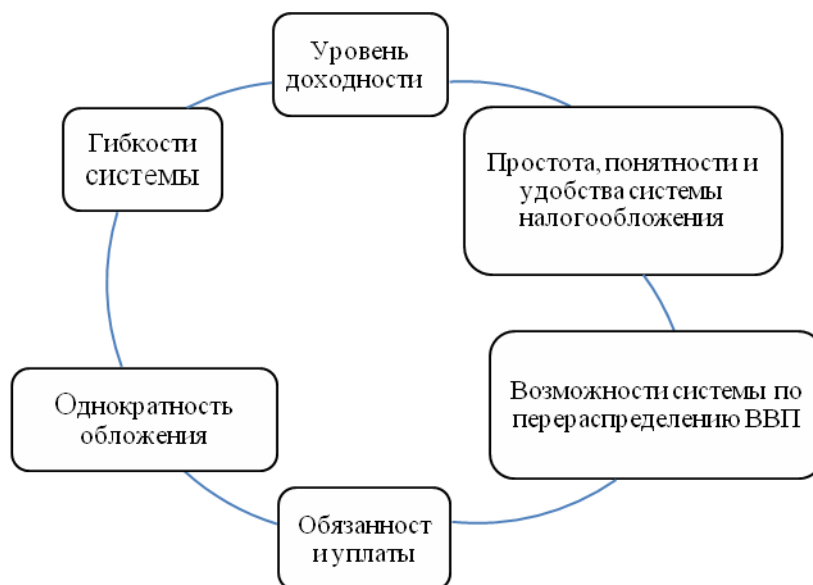 Уровень
доходности
Простота, понятности и
удобства системы
налогообложения
Возможности системы по
перераспределению ВВП
Обязанност
и уплаты
Однократность
обложения
Гибкости
системы